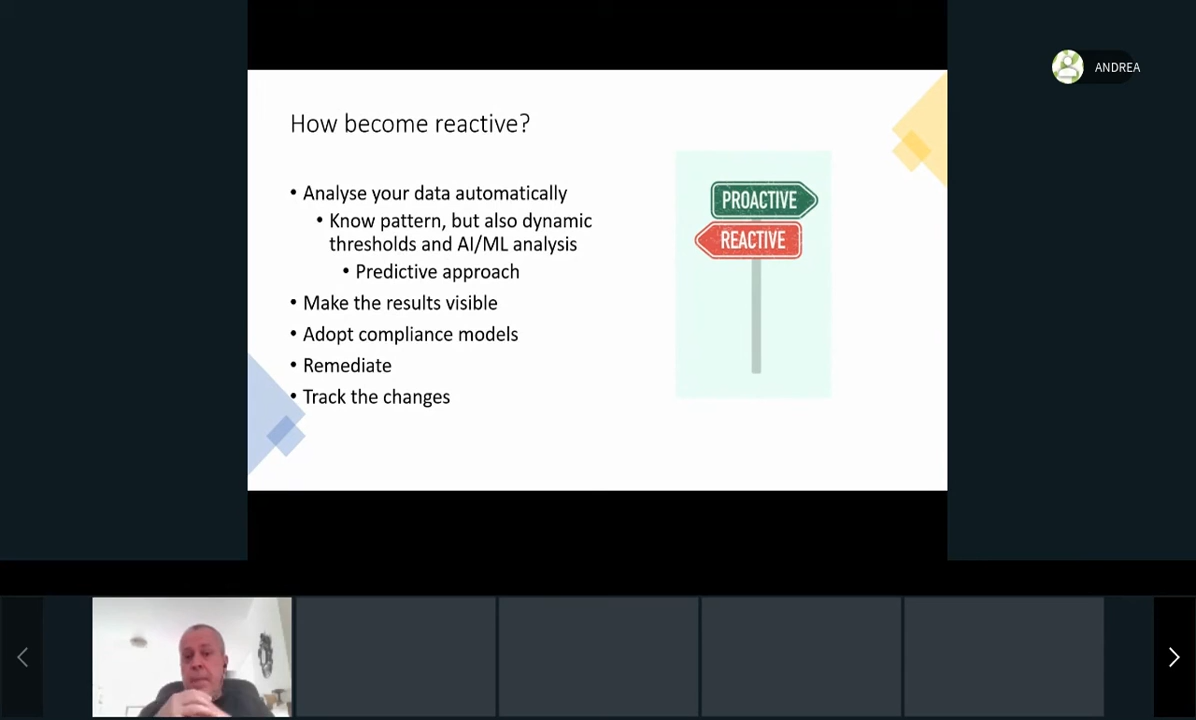 ANDREA
How become reactive?
• Analyse your data automatically
• Know pattern, but also dynamic
thresholds and AI/ML analysis
• Predictive approach
• Make the results visible
• Adopt compliance models
• Remediate
• Track the changes
PROACTIVE
REACTIVE